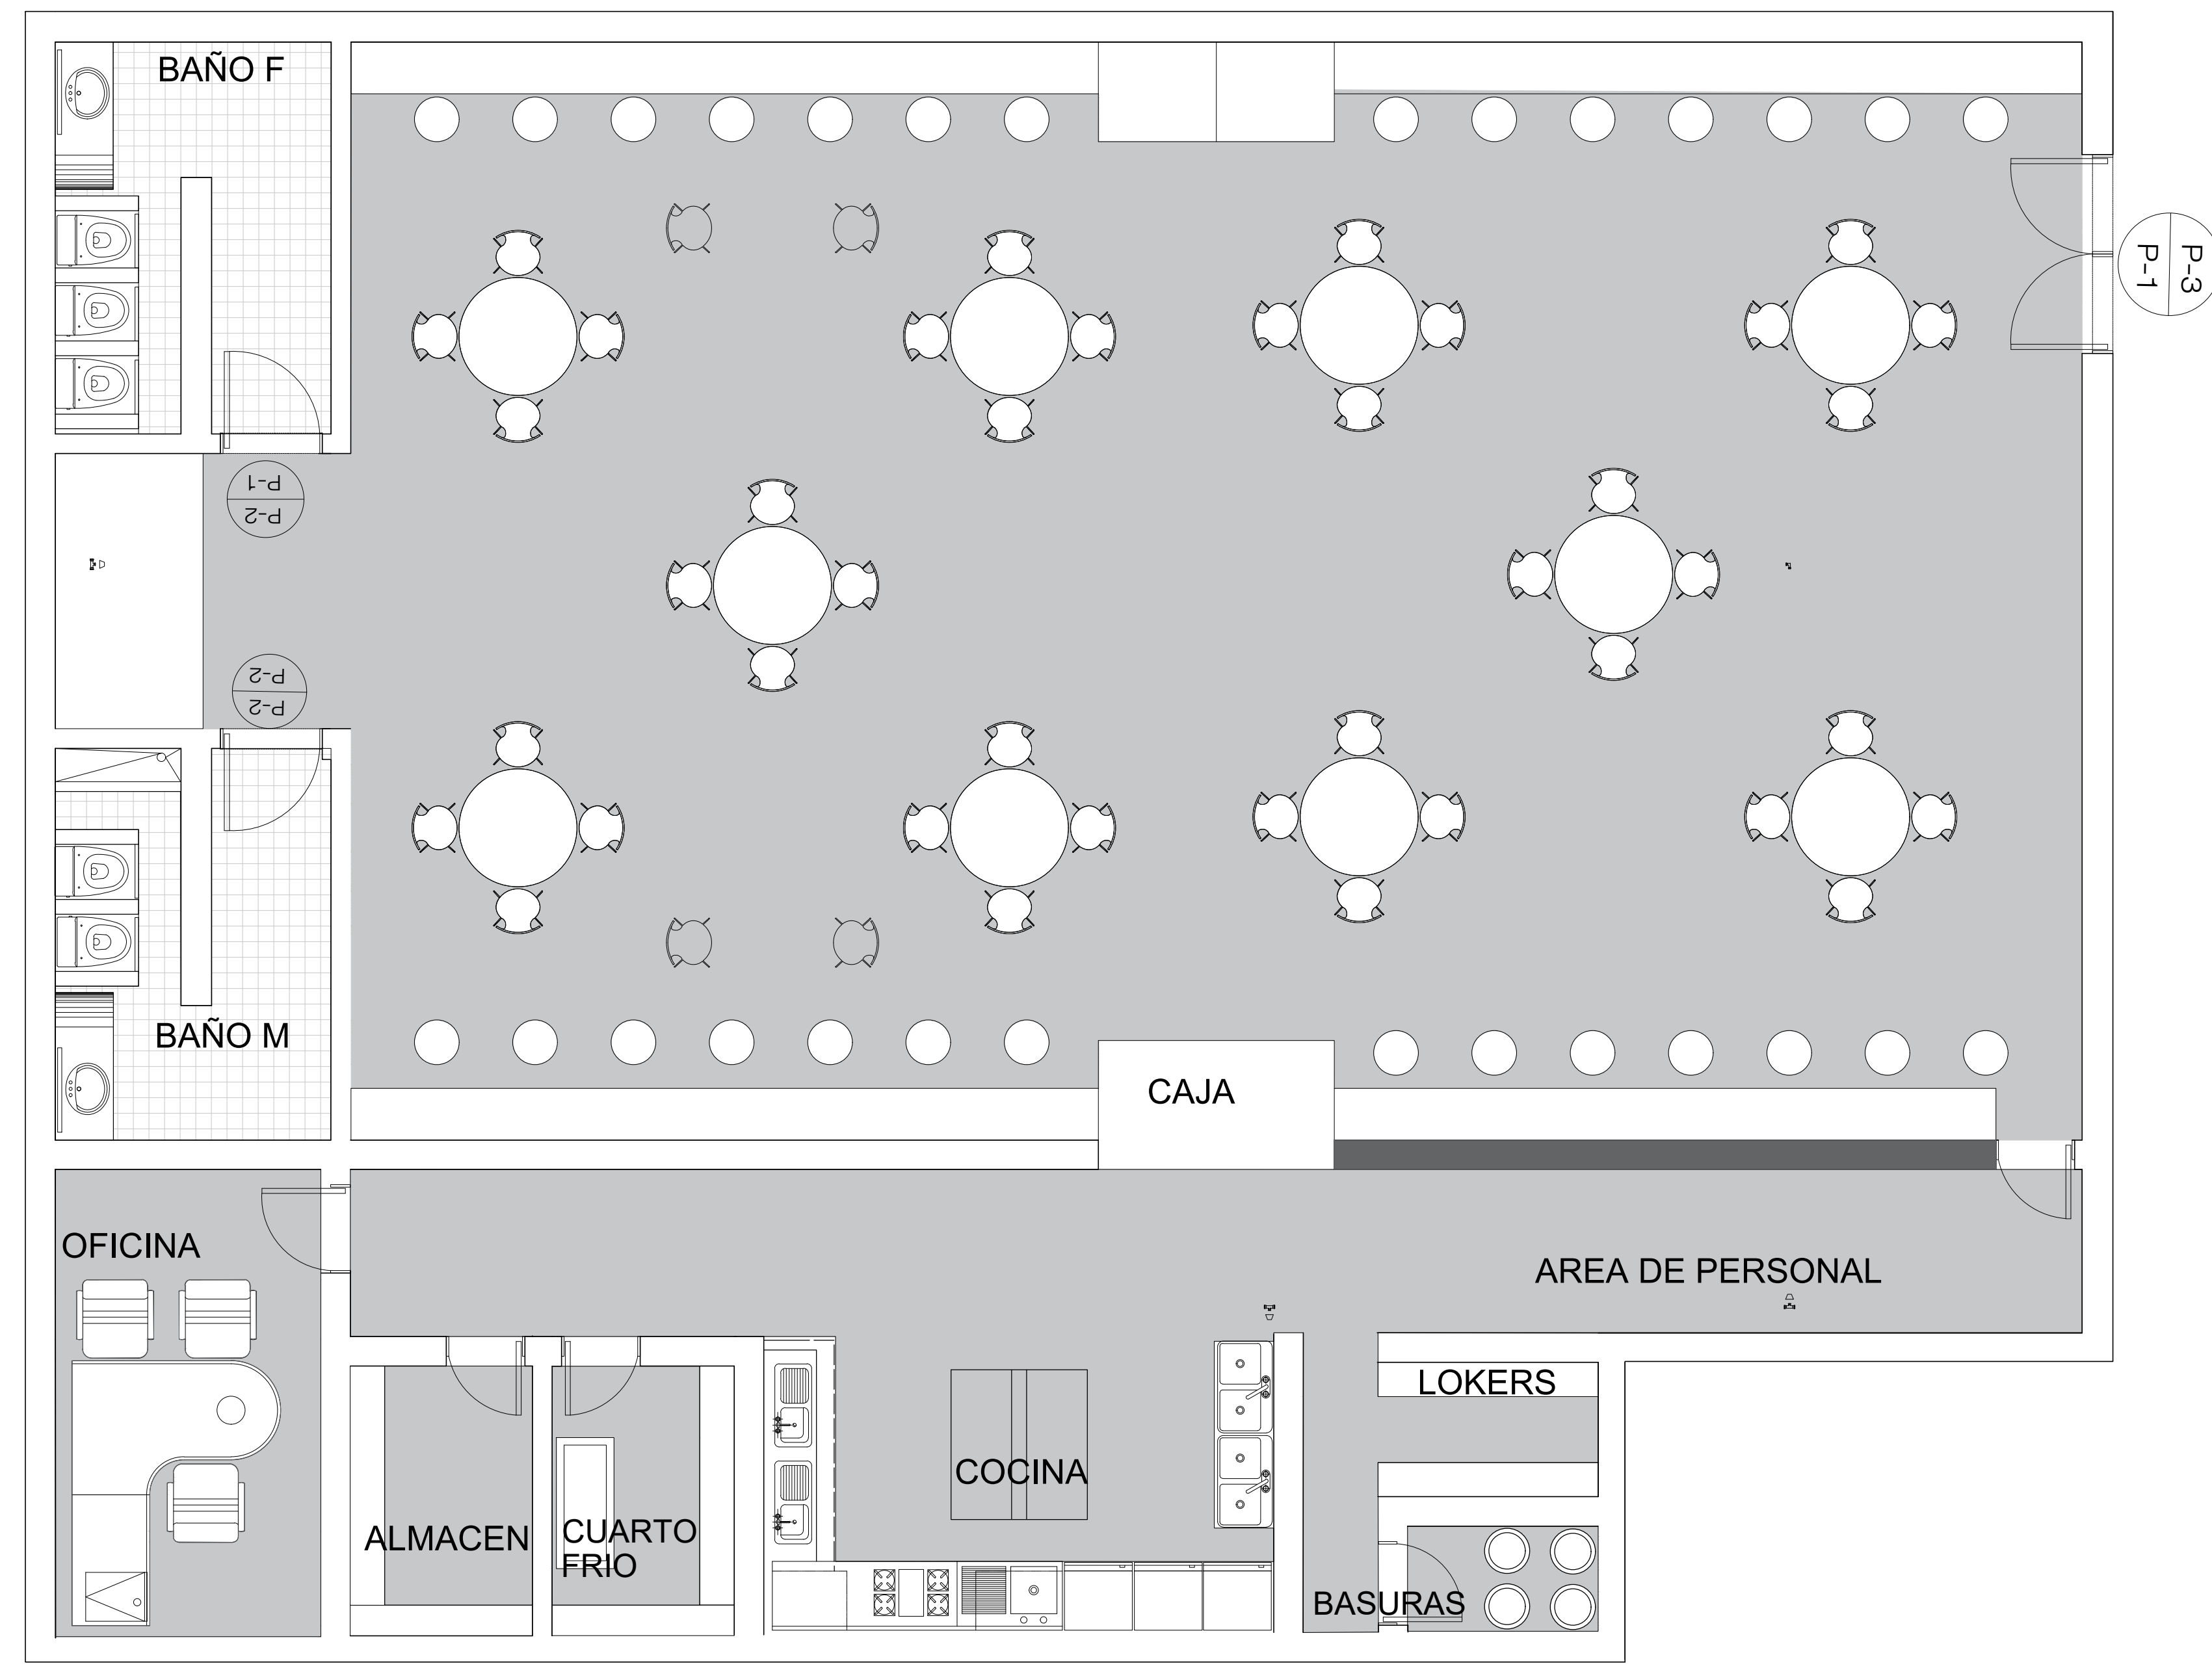 BAÑO F
P-3
P-1
P-1
P-2
P-2
P-2
BAÑO M
CAJA
OFICINA
AREA DE PERSONAL
LOKERS
COCINA
ALMACEN
CUARTO
FRIO
BASURAS